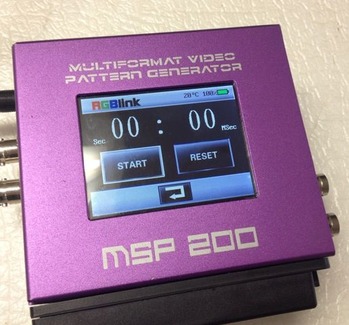 MULTIFORMAT VIDEO
PATTERN GENERATOR
RGBlink 20°C 100%
Sec 00 : 00 MSec
START RESET
MSP 200